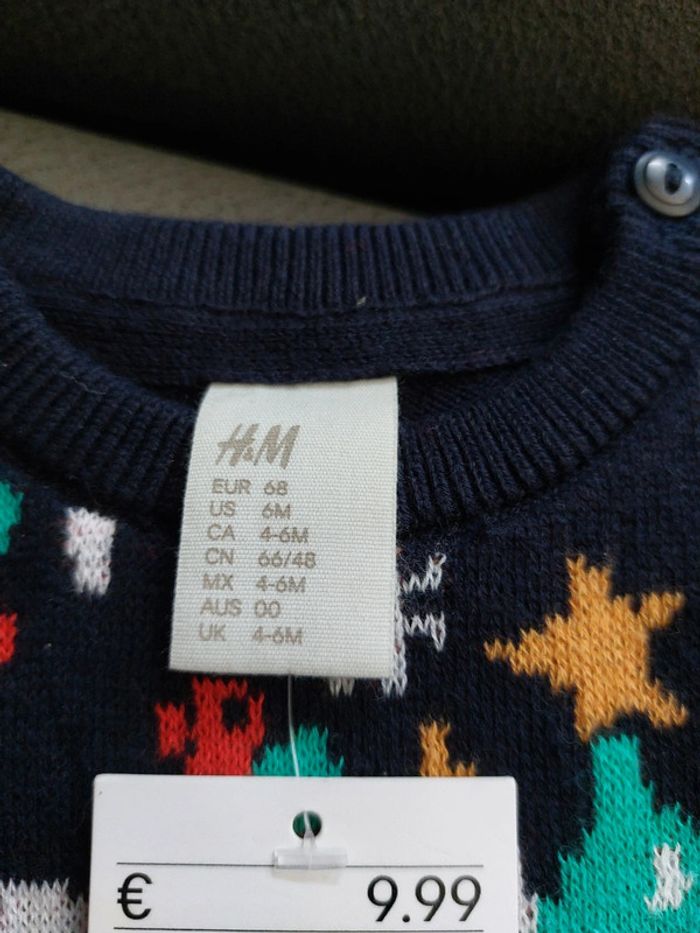 H&M
EUR 68
US 6M
CA 4-6M
CN 66/48
MX 4-6M
AUS 00
UK 4-6M
€ 9.99